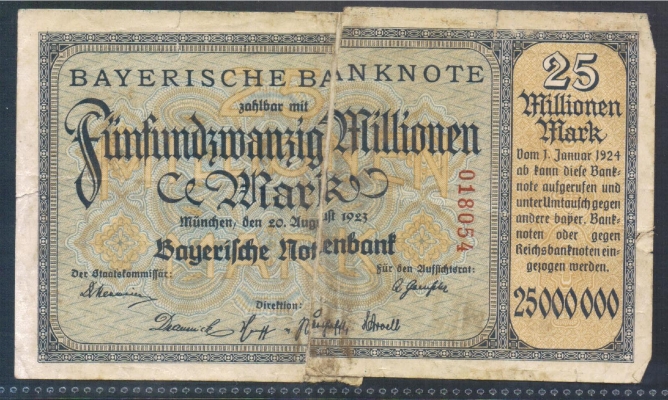 BAYERISCHE BANKNOTE
zahlbar mit
Fünfundzwanzig Millionen
Mark
München, den 20. August 1923
Bayerische Notenbank
Der Staatskommissär:
Für den Aufsichtsrat:
Direktion:
018054
25
Millionen
Mark
Vom 1. Januar 1924
ab kann diese Bank-
note aufgerufen und
unter Umtausch gegen
andere bayer. Bank-
noten oder gegen
Reichsbanknoten ein-
gezogen werden.
25000000